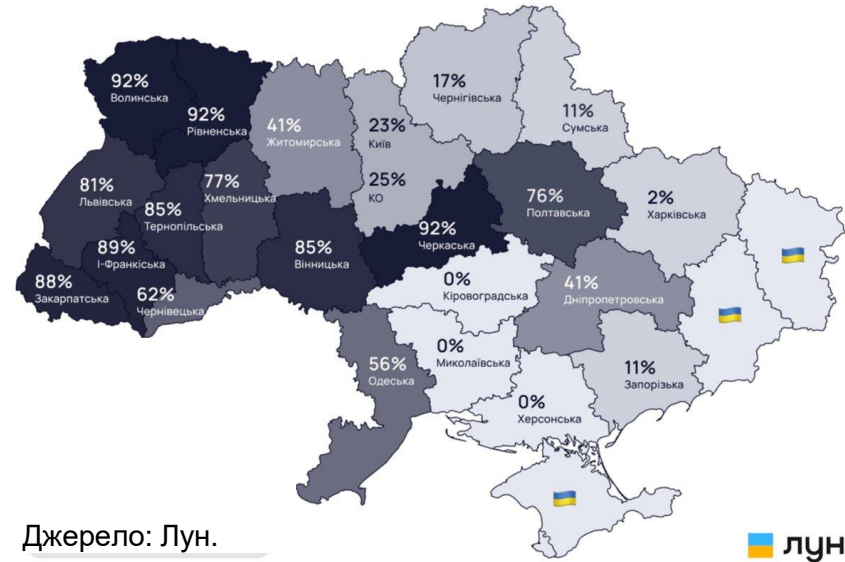 92%
Волинська
92%
Рівненська
41%
Житомирська
23%
Київ
25%
КО
17%
Чернігівська
11%
Сумська
81%
Львівська
85%
Тернопільська
77%
Хмельницька
92%
Черкаська
76%
Полтавська
2%
Харківська
89%
І-Франкіська
88%
Закарпатська
62%
Чернівецька
85%
Вінницька
0%
Кіровоградська
41%
Дніпропетровська
56%
Одеська
0%
Миколаївська
0%
Херсонська
11%
Запорізька
Джерело: Лун.
лун